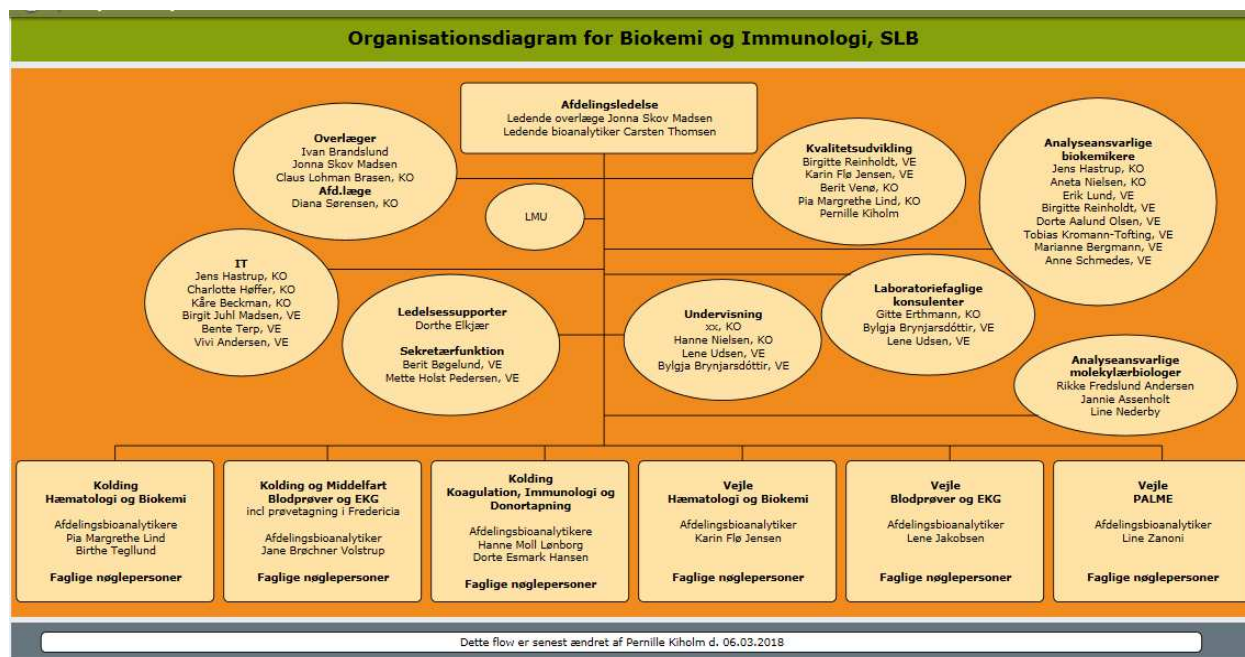 Organisationsdiagram for Biokemi og Immunologi, SLB
Afdelingsledelse
Ledende overlæge Jonna Skov Madsen
Ledende bioanalytiker Carsten Thomsen
Overlæger
Ivan Brandslund
Jonna Skov Madsen
Claus Lohman Brasen, KO
Afd.læge
Diana Sørensen, KO
LMU
Kvalitetsudvikling
Birgitte Reinholdt, VE
Karin Flø Jensen, VE
Berit Venø, KO
Pia Margrethe Lind, KO
Pernille Kiholm
Analyseansvarlige
biokemikere
Jens Hastrup, KO
Aneta Nielsen, KO
Erik Lund, VE
Birgitte Reinholdt, VE
Dorte Aalund Olsen, VE
Tobias Kromann-Tofting, VE
Marianne Bergmann, VE
Anne Schmedes, VE
IT
Jens Hastrup, KO
Charlotte Høffer, KO
Kåre Beckman, KO
Birgit Juhl Madsen, VE
Bente Terp, VE
Vivi Andersen, VE
Ledelsessupporter
Dorthe Elkjær
Sekretærfunktion
Berit Bøgelund, VE
Mette Holst Pedersen, VE
Undervisning
xx, KO
Hanne Nielsen, KO
Lene Udsen, VE
Bylgja Brynjarsdóttir, VE
Laboratoriefaglige
konsulenter
Gitte Erthmann, KO
Bylgja Brynjarsdóttir, VE
Lene Udsen, VE
Analyseansvarlige
molekylærbiologer
Rikke Fredslund Andersen
Jannie Assenholt
Line Nederby
Kolding
Hæmatologi og Biokemi
Afdelingsbioanalytikere
Pia Margrethe Lind
Birthe Tegllund
Faglige nøglepersoner
Kolding og Middelfart
Blodprøver og EKG
incl prøvetagning i Fredericia
Afdelingsbioanalytiker
Jane Brøchner Volstrup
Faglige nøglepersoner
Kolding
Koagulation, Immunologi og
Donortapning
Afdelingsbioanalytikere
Hanne Moll Lønborg
Dorte Esmark Hansen
Faglige nøglepersoner
Vejle
Hæmatologi og Biokemi
Afdelingsbioanalytiker
Karin Flø Jensen
Faglige nøglepersoner
Vejle
Blodprøver og EKG
Afdelingsbioanalytiker
Lene Jakobsen
Faglige nøglepersoner
Vejle
PALME
Afdelingsbioanalytiker
Line Zanoni
Faglige nøglepersoner
Dette flow er senest ændret af Pernille Kiholm d. 06.03.2018